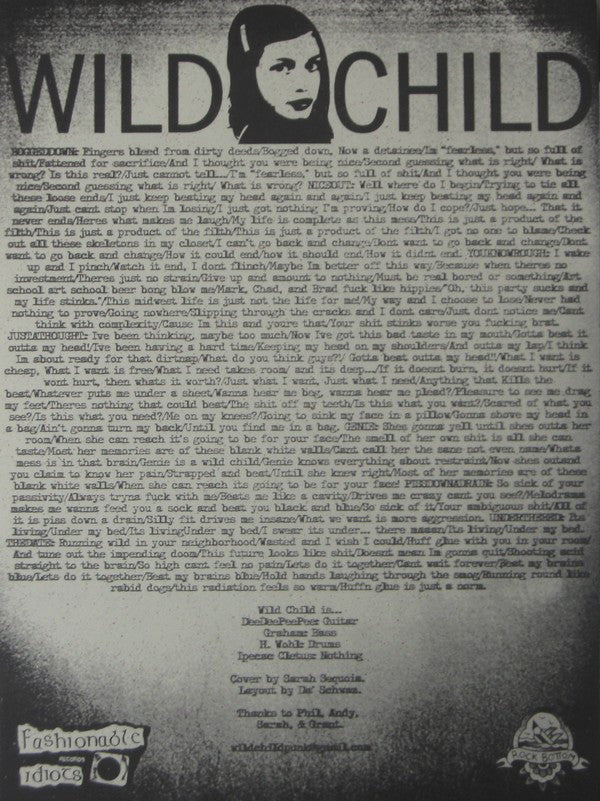 WILD CHILD
BOGGEDDOWN: Fingers bleed from dirty deeds/Bogged down, Now a detainee/Im "fearless," but so full of
shit/Fattened for sacrifice/And I thought you were being nice/Second guessing what is right/ What is
wrong? Is this real?/Just cannot tell..../I'm "fearless," but so full of shit/And I thought you were being
nice/Second guessing what is right/ What is wrong? NICEOUT: Well where do I begin/Trying to tie all
these loose ends/I just keep beating my head again and again/I just keep beating my head again and
again/Just cant stop when Im losing/I just got nothing I'm proving/How do I cope?/Just hope... That it
never ends/Heres what makes me laugh/My life is complete as this mess/This is just a product of the
filth/This is just a product of the filth/This is just a product of the filth/I got no one to blame/Check
out all these skeletons in my closet/I can't go back and change/Dont want to go back and change/Dont
want to go back and change/How it could end/how it should end/How it didnt end. YOUKNOWHOUGH: I wake
up and I pinch/Watch it end, I dont flinch/Maybe Im better off this way/Because when theres no
investment/Theres just no strain/Give up and amount to nothing/Must be real bored or something/Art
school art school beer bong blow me/Mark, Chad, and Brad fuck like hippies/"Oh, this party sucks and
my life stinks."/This midwest life is just not the life for me/My way and I choose to lose/Never had
nothing to prove/Going nowhere/Slipping through the cracks and I dont care/Just dont notice me/Cant
think with complexity/Cause Im this and youre that/Your shit stinks worse you fucking brat.
JUSTATHOUGHT: Ive been thinking, maybe too much/Now Ive got this bad taste in my mouth/Gotta beat it
outta my head/Ive been having a hard time/Keeping my head on my shoulder/And outta my lap/I think
Im about ready for that dirtnap/What do you think guys?/ Gotta beat outta my head/What I want is
cheap, What I want is free/What I need takes room/ and its deep..../If it doesnt burn, it doesnt hurt/If it
wont hurt, then whats it worth?/Just what I want, Just what I need/Anything that Kills the
beat/Whatever puts me under a sheet/Wanna hear me beg, wanna hear me plead?/Pleasure to see me drag
my feet/Theres nothing that could beat/The shit off my teeth/Is this what you want?/Scared of what you
see?/Is this what you need?/Me on my knees?/Going to sink my face in a pillow/Gonna shove my head in
a bag/Ain't gonna turn my back/Until you find me in a bag. GENIE: Shes gonna yell until shes outta her
room/When she can reach it's going to be for your face/The smell of her own shit is all she can
taste/Most her memories are of these blank white walls/Cant call her the same not even name/Whats
mess is in that brain/Genie is a wild child/Genie knows everything about restraint/Now shes outand
you claim to know her pain/Strapped and beat/Until she knew right/Most of her memories are of these
blank white walls/When she can reach its going to be for your face! PISSDOWNADRAIN: So sick of your
passivity/Always tryna fuck with me/Beats me like a cavity/Drives me crazy cant you see?/Melodrama
makes me wanna feed you a sock and beat you black and blue/So sick of it/Your ambiguous shit/All of
it is piss down a drain/Silly fit drives me insane/What we want is more aggression. UNDERTHEBED: Its
living/Under my bed/Its living/Under my bed/I swear its under... there masser/Its living/Under my bed.
THEDATE: Running wild in your neighborhood/Wasted and I wish I could/Huff glue with you in your room/
And tune out the impending doom/This future looks like shit/Doesnt mean Im gonna quit/Shooting acid
straight to the brain/So high cant feel no pain/Lets do it together/Cant wait forever/Beat my brains
blue/Lets do it together/Beat my brains blue/Hold hands laughing through the smog/Running round like
rabid dogs/this radiation feels so warm/Huffn glue is just a norm.
Wild Child is...
DeeDeePeePee: Guitar
Graham: Bass
H. Wohl: Drums
Ipecac Cletus: Nothing
Cover by Sarah Sequoia.
Layout by Da' Schwaz.
Thanks to Phil, Andy,
Sarah, & Grant.
wildchildpunk@gmail.com
Fashionable
records
idiots
ROCK BOTTOM